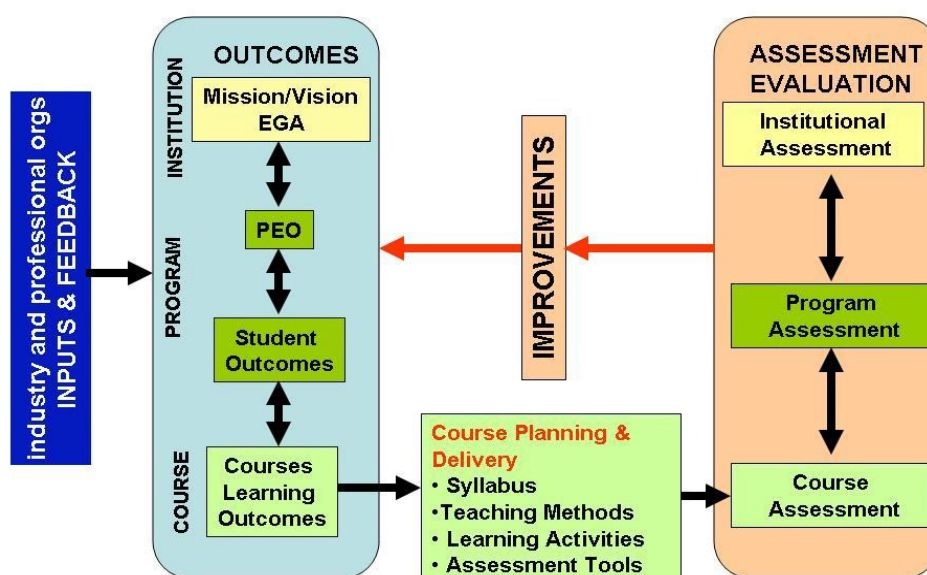 industry and professional orgs
INPUTS & FEEDBACK
OUTCOMES
INSTITUTION
Mission/Vision
EGA
PROGRAM
PEO
Student
Outcomes
COURSE
Courses
Learning
Outcomes
Course Planning &
Delivery
• Syllabus
•Teaching Methods
• Learning Activities
• Assessment Tools
IMPROVEMENTS
ASSESSMENT
EVALUATION
Institutional
Assessment
Program
Assessment
Course
Assessment